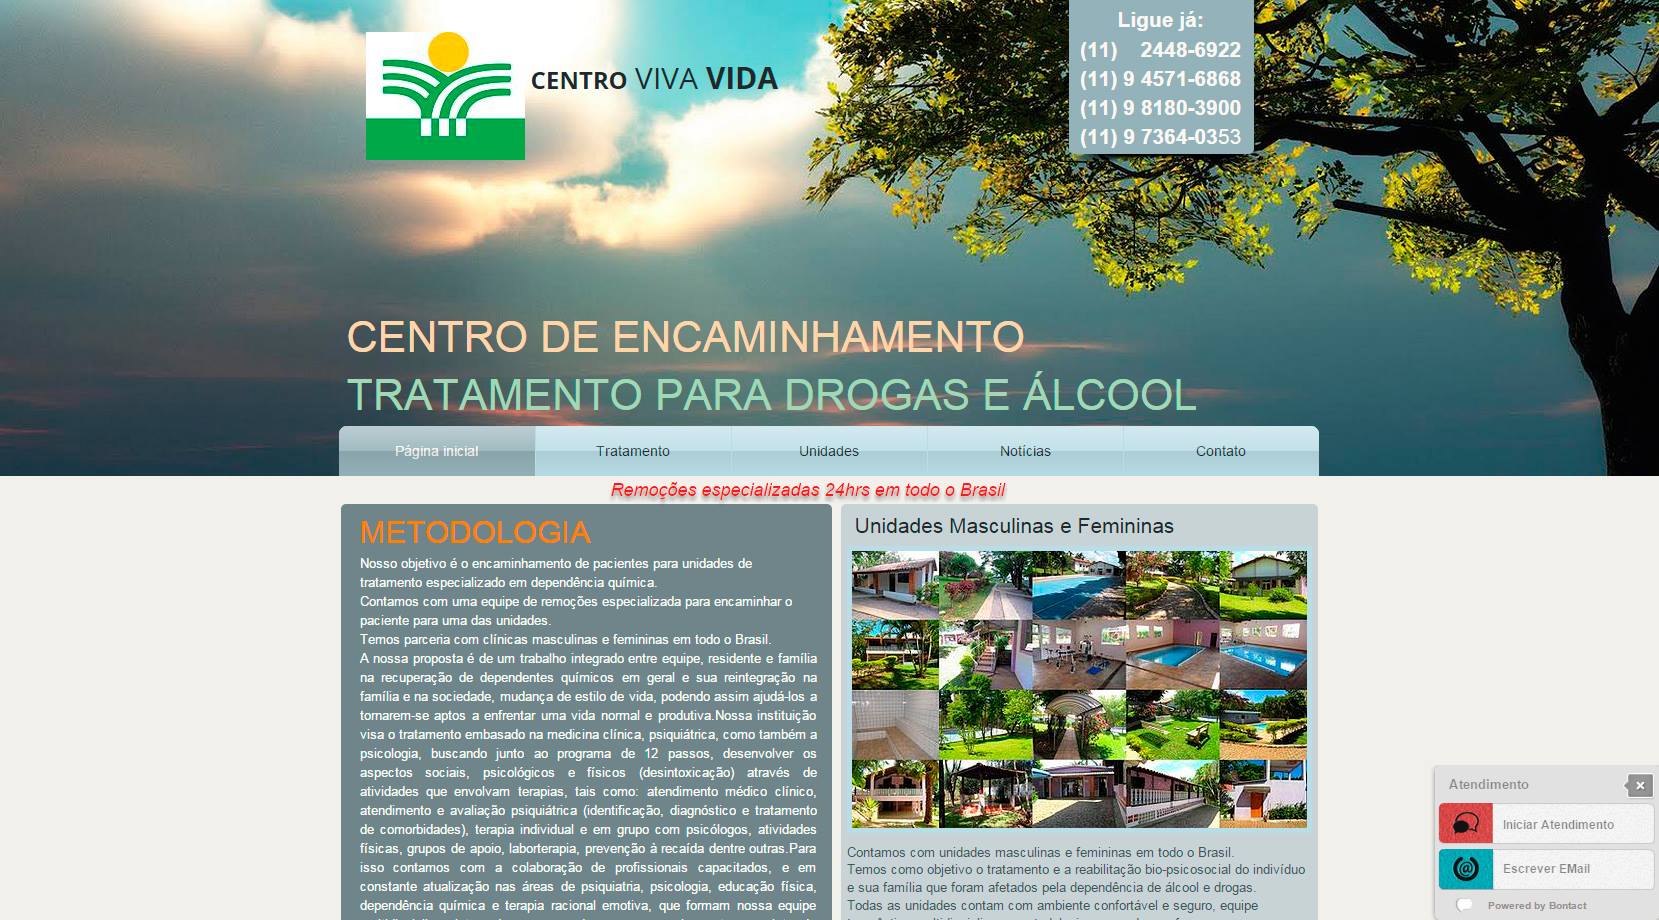 CENTRO VIVA VIDA
Ligue já:
(11) 2448-6922
(11) 9 4571-6868
(11) 9 8180-3900
(11) 9 7364-0353
CENTRO DE ENCAMINHAMENTO
TRATAMENTO PARA DROGAS E ÁLCOOL
Página inicial
Tratamento
Unidades
Notícias
Contato
Remoções especializadas 24hrs em todo o Brasil
METODOLOGIA
Nosso objetivo é o encaminhamento de pacientes para unidades de
tratamento especializado em dependência química.
Contamos com uma equipe de remoções especializada para encaminhar o
paciente para uma das unidades.
Temos parceria com clínicas masculinas e femininas em todo o Brasil.
A nossa proposta é de um trabalho integrado entre equipe, residente e família
na recuperação de dependentes químicos em geral e sua reintegração na
família e na sociedade, mudança de estilo de vida, podendo assim ajudá-los a
tornarem-se aptos a enfrentar uma vida normal e produtiva.Nossa instituição
visa o tratamento embasado na medicina clínica, psiquiátrica, como também a
psicologia, buscando junto ao programa de 12 passos, desenvolver os
aspectos sociais, psicológicos e físicos (desintoxicação) através de
atividades que envolvam terapias, tais como: atendimento médico clínico,
atendimento e avaliação psiquiátrica (identificação, diagnóstico e tratamento
de comorbidades), terapia individual e em grupo com psicólogos, atividades
físicas, grupos de apoio, laborterapia, prevenção à recaída dentre outras.Para
isso contamos com a colaboração de profissionais capacitados, e em
constante atualização nas áreas de psiquiatria, psicologia, educação física,
dependência química e terapia racional emotiva, que formam nossa equipe
Unidades Masculinas e Femininas
Contamos com unidades masculinas e femininas em todo o Brasil.
Temos como objetivo o tratamento e a reabilitação bio-psicosocial do indivíduo
e sua família que foram afetados pela dependência de álcool e drogas.
Todas as unidades contam com ambiente confortável e seguro, equipe
Atendimento
Iniciar Atendimento
Escrever EMail
Powered by Bontact